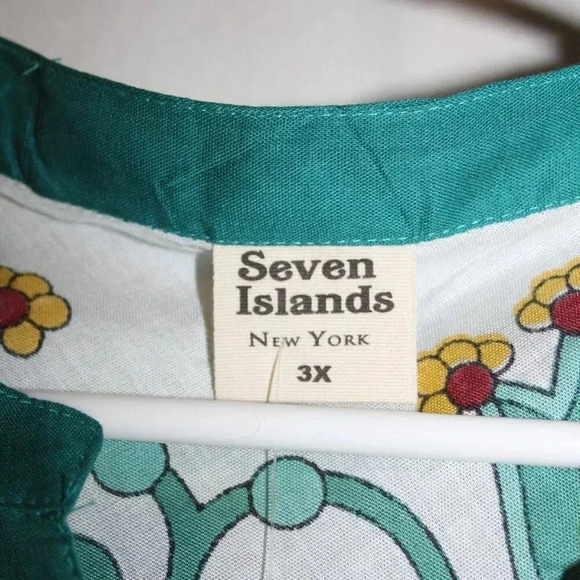 Seven
Islands
NEW YORK
3X